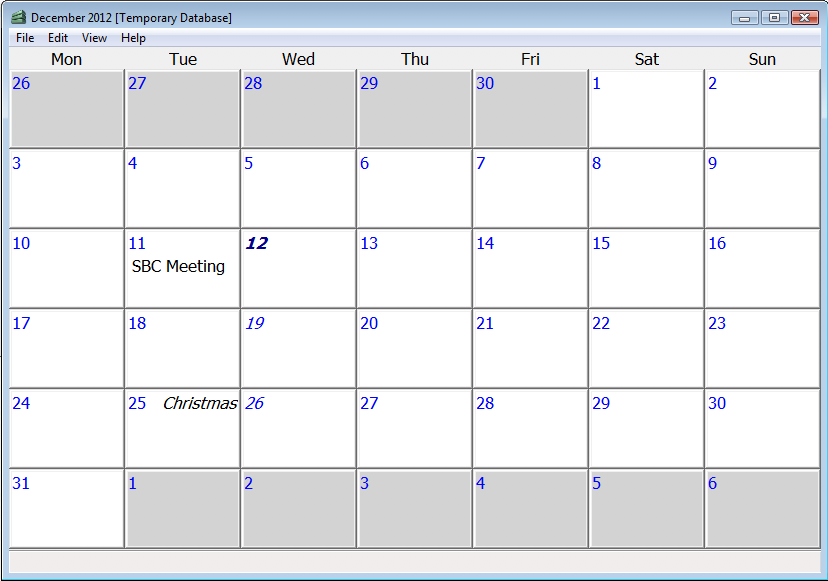 December 2012 [Temporary Database]
File Edit View Help
Mon Tue Wed Thu Fri Sat Sun
26 27 28 29 30 1 2
3 4 5 6 7 8 9
10 11 12 13 14 15 16
SBC Meeting
17 18 19 20 21 22 23
24 25 Christmas 26 27 28 29 30
31 1 2 3 4 5 6